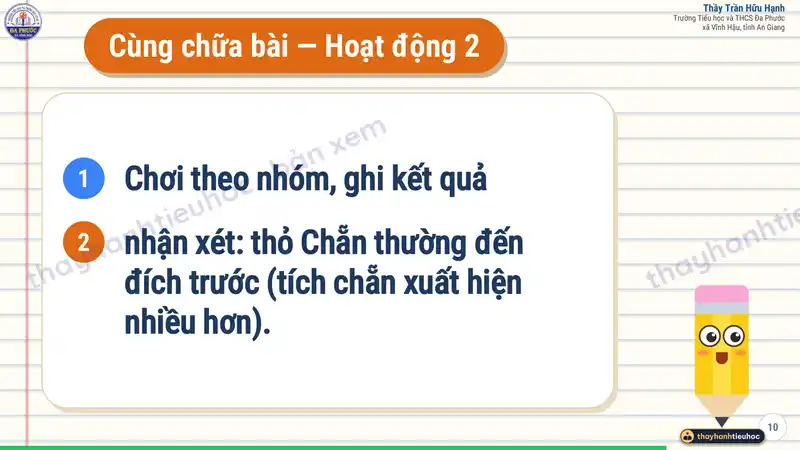 Thầy Trần Hữu Hạnh
Trường Tiểu học và THCS Đa Phước
xã Vĩnh Hậu, tỉnh An Giang
ĐA PHƯỚC
Cùng chữa bài – Hoạt động 2
1 Chơi theo nhóm, ghi kết quả
2 nhận xét: thỏ Chẵn thường đến
đích trước (tích chẵn xuất hiện
nhiều hơn).
thayhanhtieuhoc
10